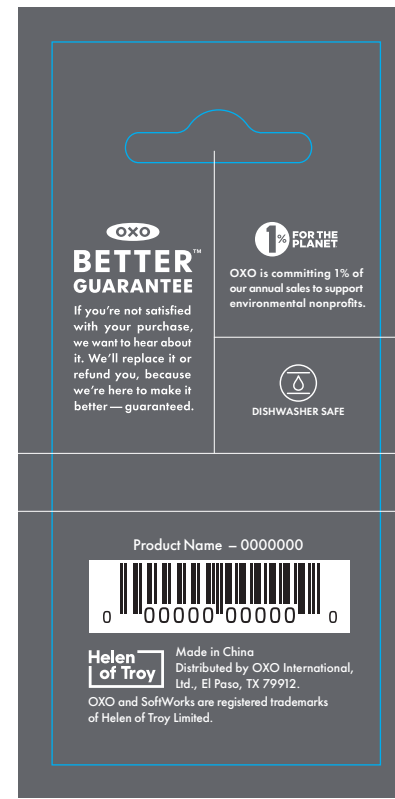 OXO
BETTER™
GUARANTEE
If you’re not satisfied
with your purchase,
we want to hear about
it. We’ll replace it or
refund you, because
we’re here to make it
better — guaranteed.
1% FOR THE
PLANET
OXO is committing 1% of
our annual sales to support
environmental nonprofits.
DISHWASHER SAFE
Product Name – 0000000
0 00000 00000 0
Helen
of Troy
Made in China
Distributed by OXO International,
Ltd., El Paso, TX 79912.
OXO and SoftWorks are registered trademarks
of Helen of Troy Limited.